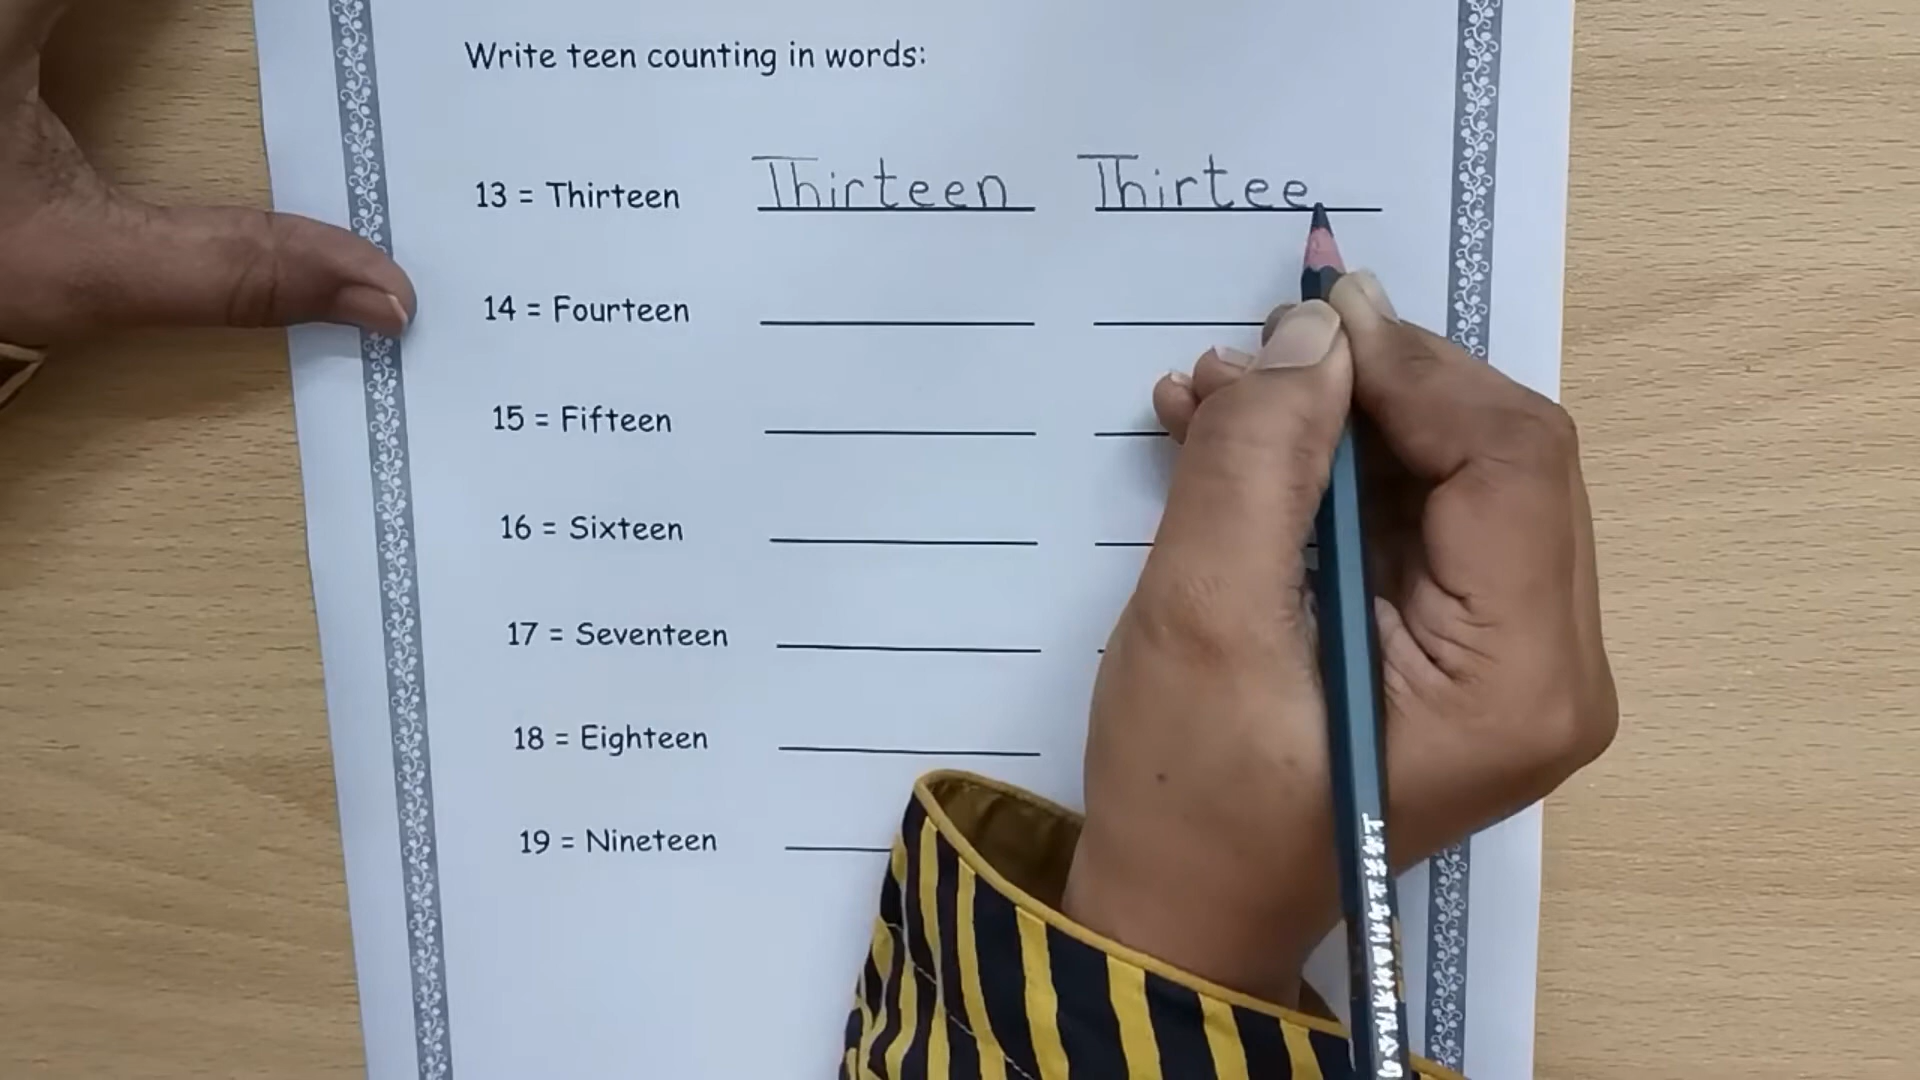 Write teen counting in words:
13 = Thirteen Thirteen Thirtee
14 = Fourteen
15 = Fifteen
16 = Sixteen
17 = Seventeen
18 = Eighteen
19 = Nineteen